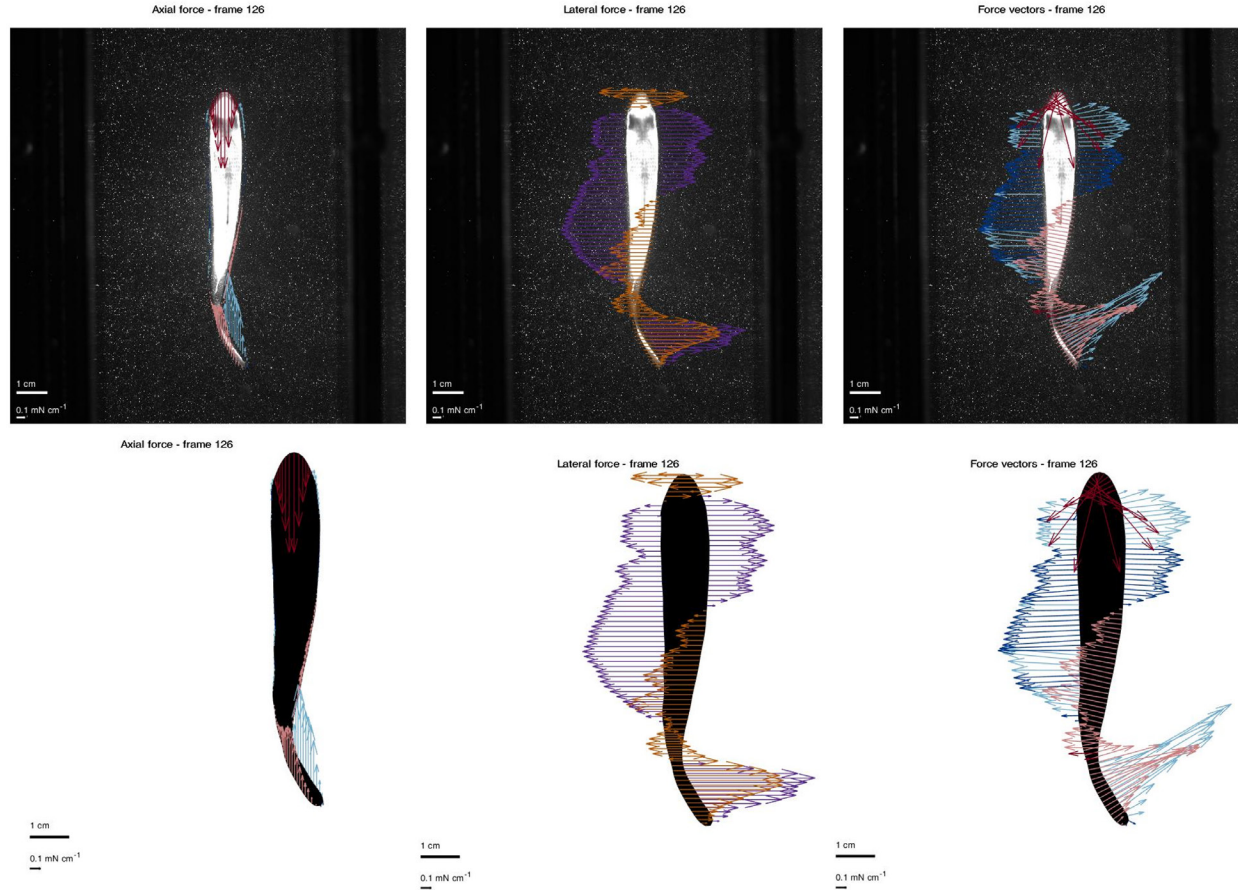 Axial force - frame 126
Lateral force - frame 126
Force vectors - frame 126
1 cm
0.1 mN cm⁻¹
1 cm
0.1 mN cm⁻¹
1 cm
0.1 mN cm⁻¹
Axial force - frame 126
Lateral force - frame 126
Force vectors - frame 126
1 cm
0.1 mN cm⁻¹
1 cm
0.1 mN cm⁻¹
1 cm
0.1 mN cm⁻¹